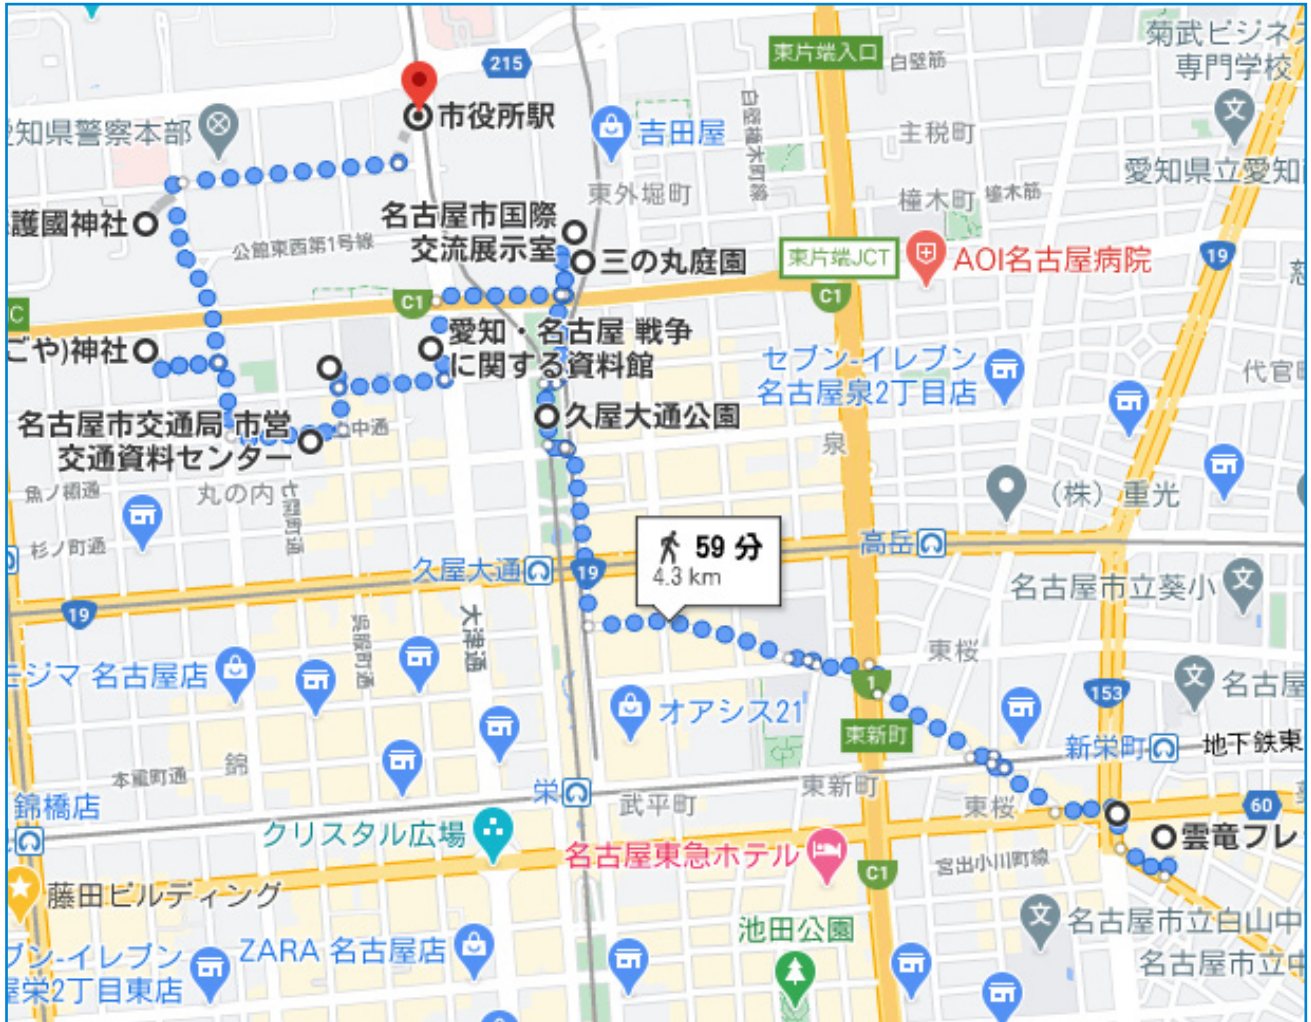 菊武ビジネス
専門学校
東片端入口
白壁筋
215
市役所駅
知県警察本部
吉田屋
主税町
愛知県立愛知
東外堀町
橦木町
橦木筋
護國神社
名古屋市国際
交流展示室
公館東西第1号線
三の丸庭園
東片端JCT
AOI名古屋病院
19
C1
C1
愛知・名古屋 戦争
に関する資料館
ごや)神社
セブン-イレブン
名古屋泉2丁目店
代官
久屋大通公園
名古屋市交通局 市営
交通資料センター
中通
泉
魚ノ棚通
丸の内
七間町通
(株) 重光
杉ノ町通
59 分
4.3 km
高岳
久屋大通
19
19
名古屋市立葵小
呉服町通
大津通
東桜
ージマ 名古屋店
1
153
名古屋
オアシス21
東新町
新栄町
地下鉄東
本重町通
錦
栄
武平町
東新町
東桜
60
錦橋店
クリスタル広場
名古屋東急ホテル
雲竜フレ
宮出小川町線
C1
藤田ビルディング
池田公園
名古屋市立白山中
ZARA 名古屋店
ブン-イレブン
屋栄2丁目東店
名古屋市立中